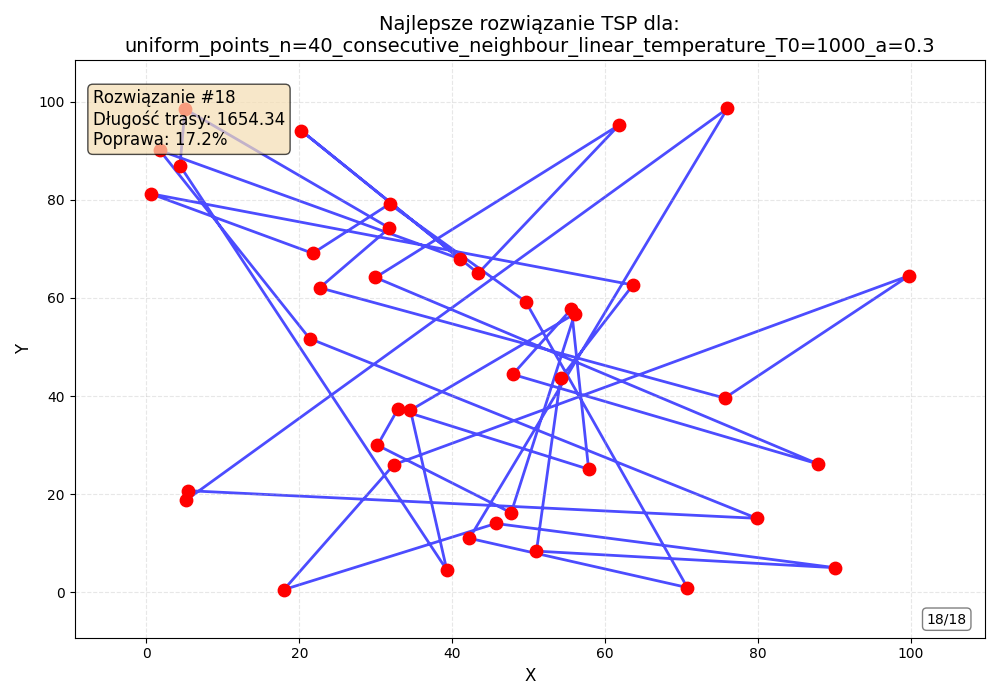 Najlepsze rozwiązanie TSP dla:
uniform_points_n=40_consecutive_neighbour_linear_temperature_T0=1000_a=0.3
Rozwiązanie #18
Długość trasy: 1654.34
Poprawa: 17.2%
100
80
60
40
20
0
Y
18/18
0 20 40 60 80 100
X